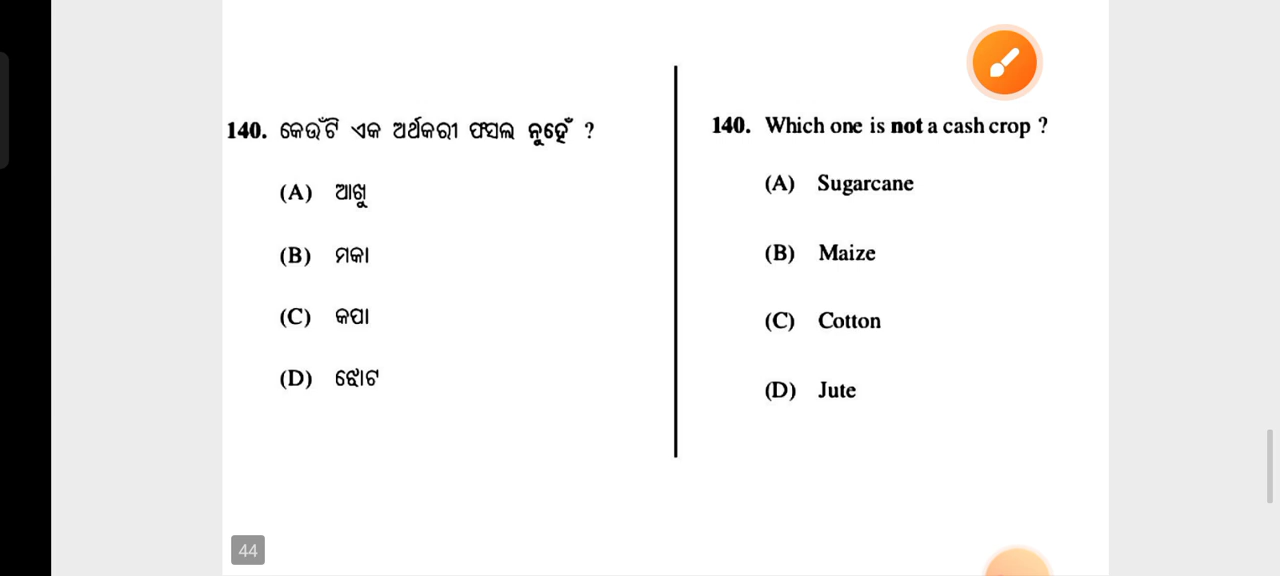 140. କେଉଁଟି ଏକ ଅର୍ଥକରୀ ଫସଲ ନୁହେଁ ?
(A) ଆଖୁ
(B) ମକା
(C) କପା
(D) ଝୋଟ
140. Which one is not a cash crop ?
(A) Sugarcane
(B) Maize
(C) Cotton
(D) Jute
44